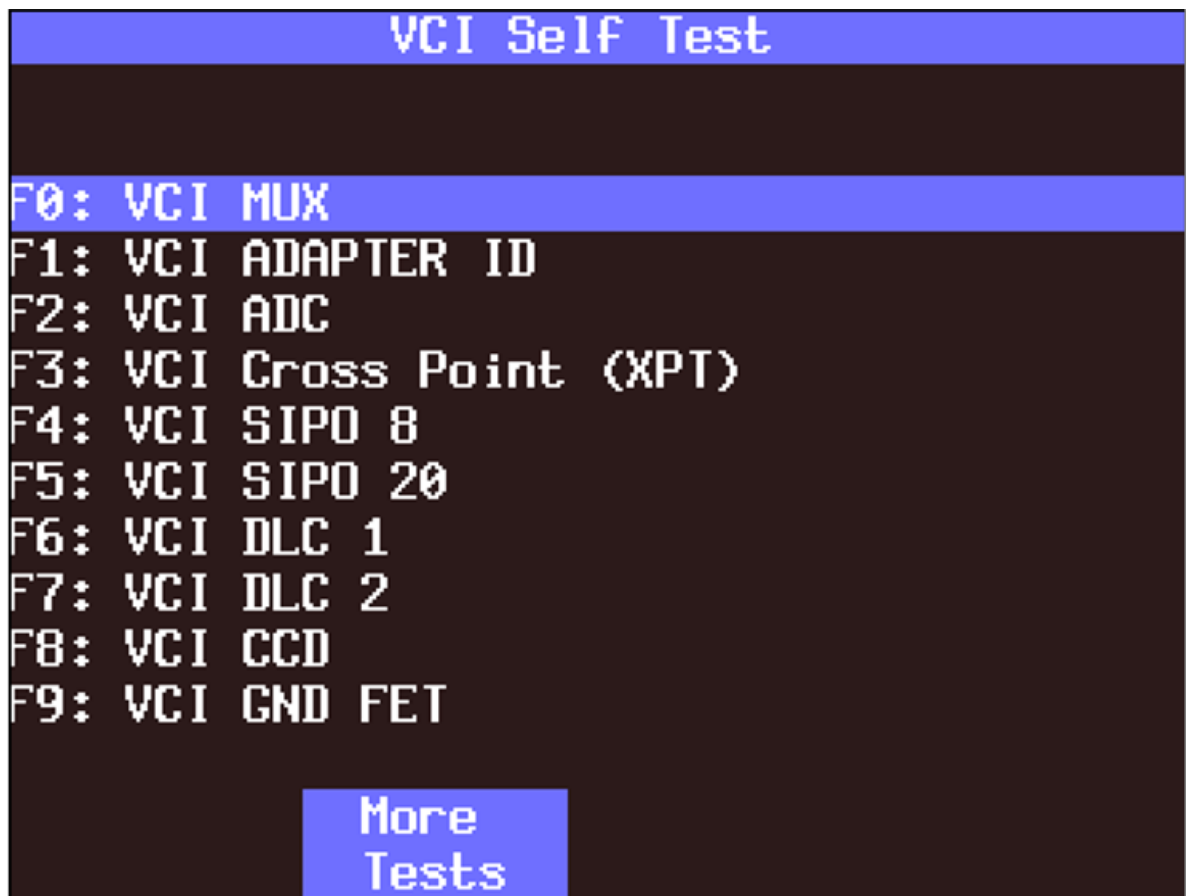 VCI Self Test
F0: VCI MUX
F1: VCI ADAPTER ID
F2: VCI ADC
F3: VCI Cross Point (XPT)
F4: VCI SIPO 8
F5: VCI SIPO 20
F6: VCI DLC 1
F7: VCI DLC 2
F8: VCI CCD
F9: VCI GND FET
More
Tests